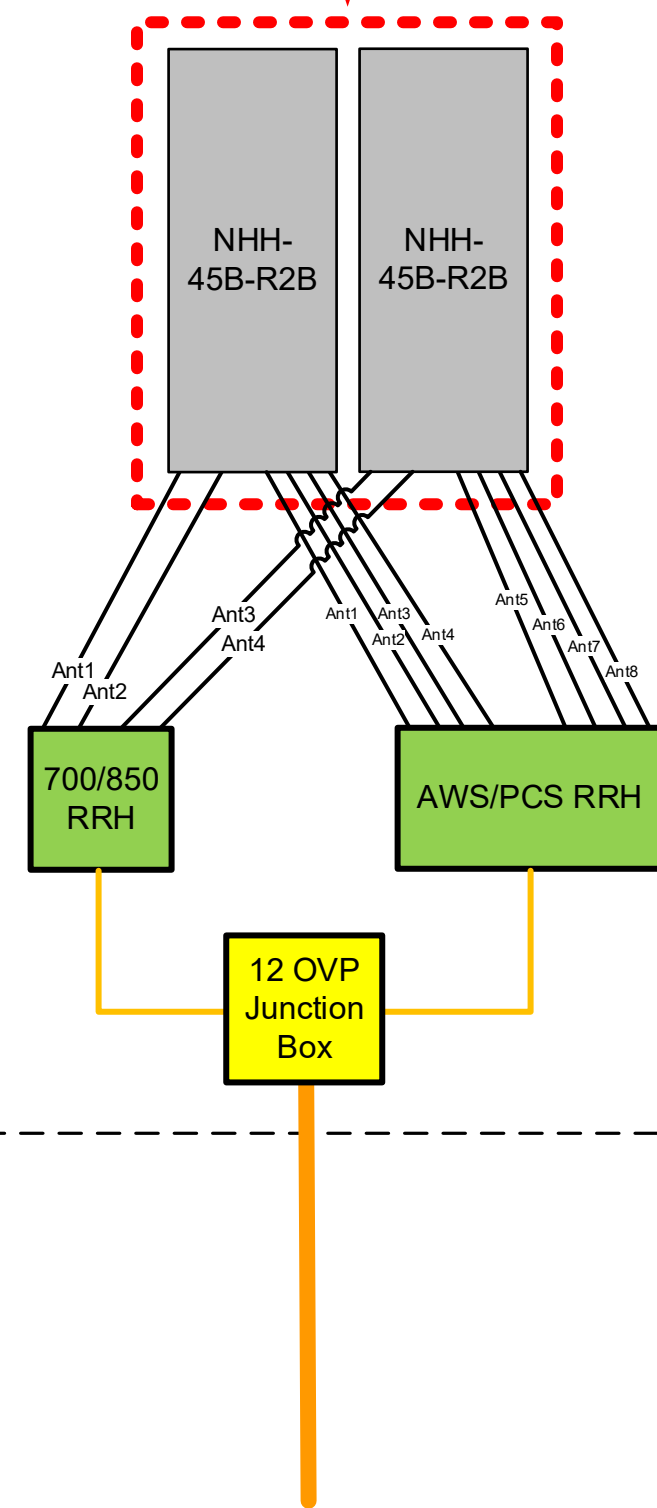 NHH-
45B-R2B
NHH-
45B-R2B
Ant1
Ant2
Ant3
Ant4
Ant1
Ant2
Ant3
Ant4
Ant5
Ant6
Ant7
Ant8
700/850
RRH
AWS/PCS RRH
12 OVP
Junction
Box